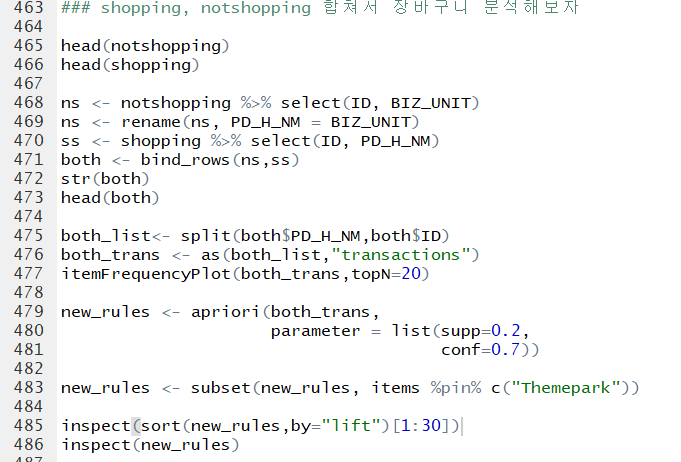 463 ### shopping, notshopping 합쳐서 장바구니 분석해보자
464
465 head(notshopping)
466 head(shopping)
467
468 ns <- notshopping %>% select(ID, BIZ_UNIT)
469 ns <- rename(ns, PD_H_NM = BIZ_UNIT)
470 ss <- shopping %>% select(ID, PD_H_NM)
471 both <- bind_rows(ns,ss)
472 str(both)
473 head(both)
474
475 both_list<- split(both$PD_H_NM,both$ID)
476 both_trans <- as(both_list,"transactions")
477 itemFrequencyPlot(both_trans,topN=20)
478
479 new_rules <- apriori(both_trans,
480 parameter = list(supp=0.2,
481 conf=0.7))
482
483 new_rules <- subset(new_rules, items %pin% c("Themepark"))
484
485 inspect(sort(new_rules,by="lift")[1:30])
486 inspect(new_rules)
487